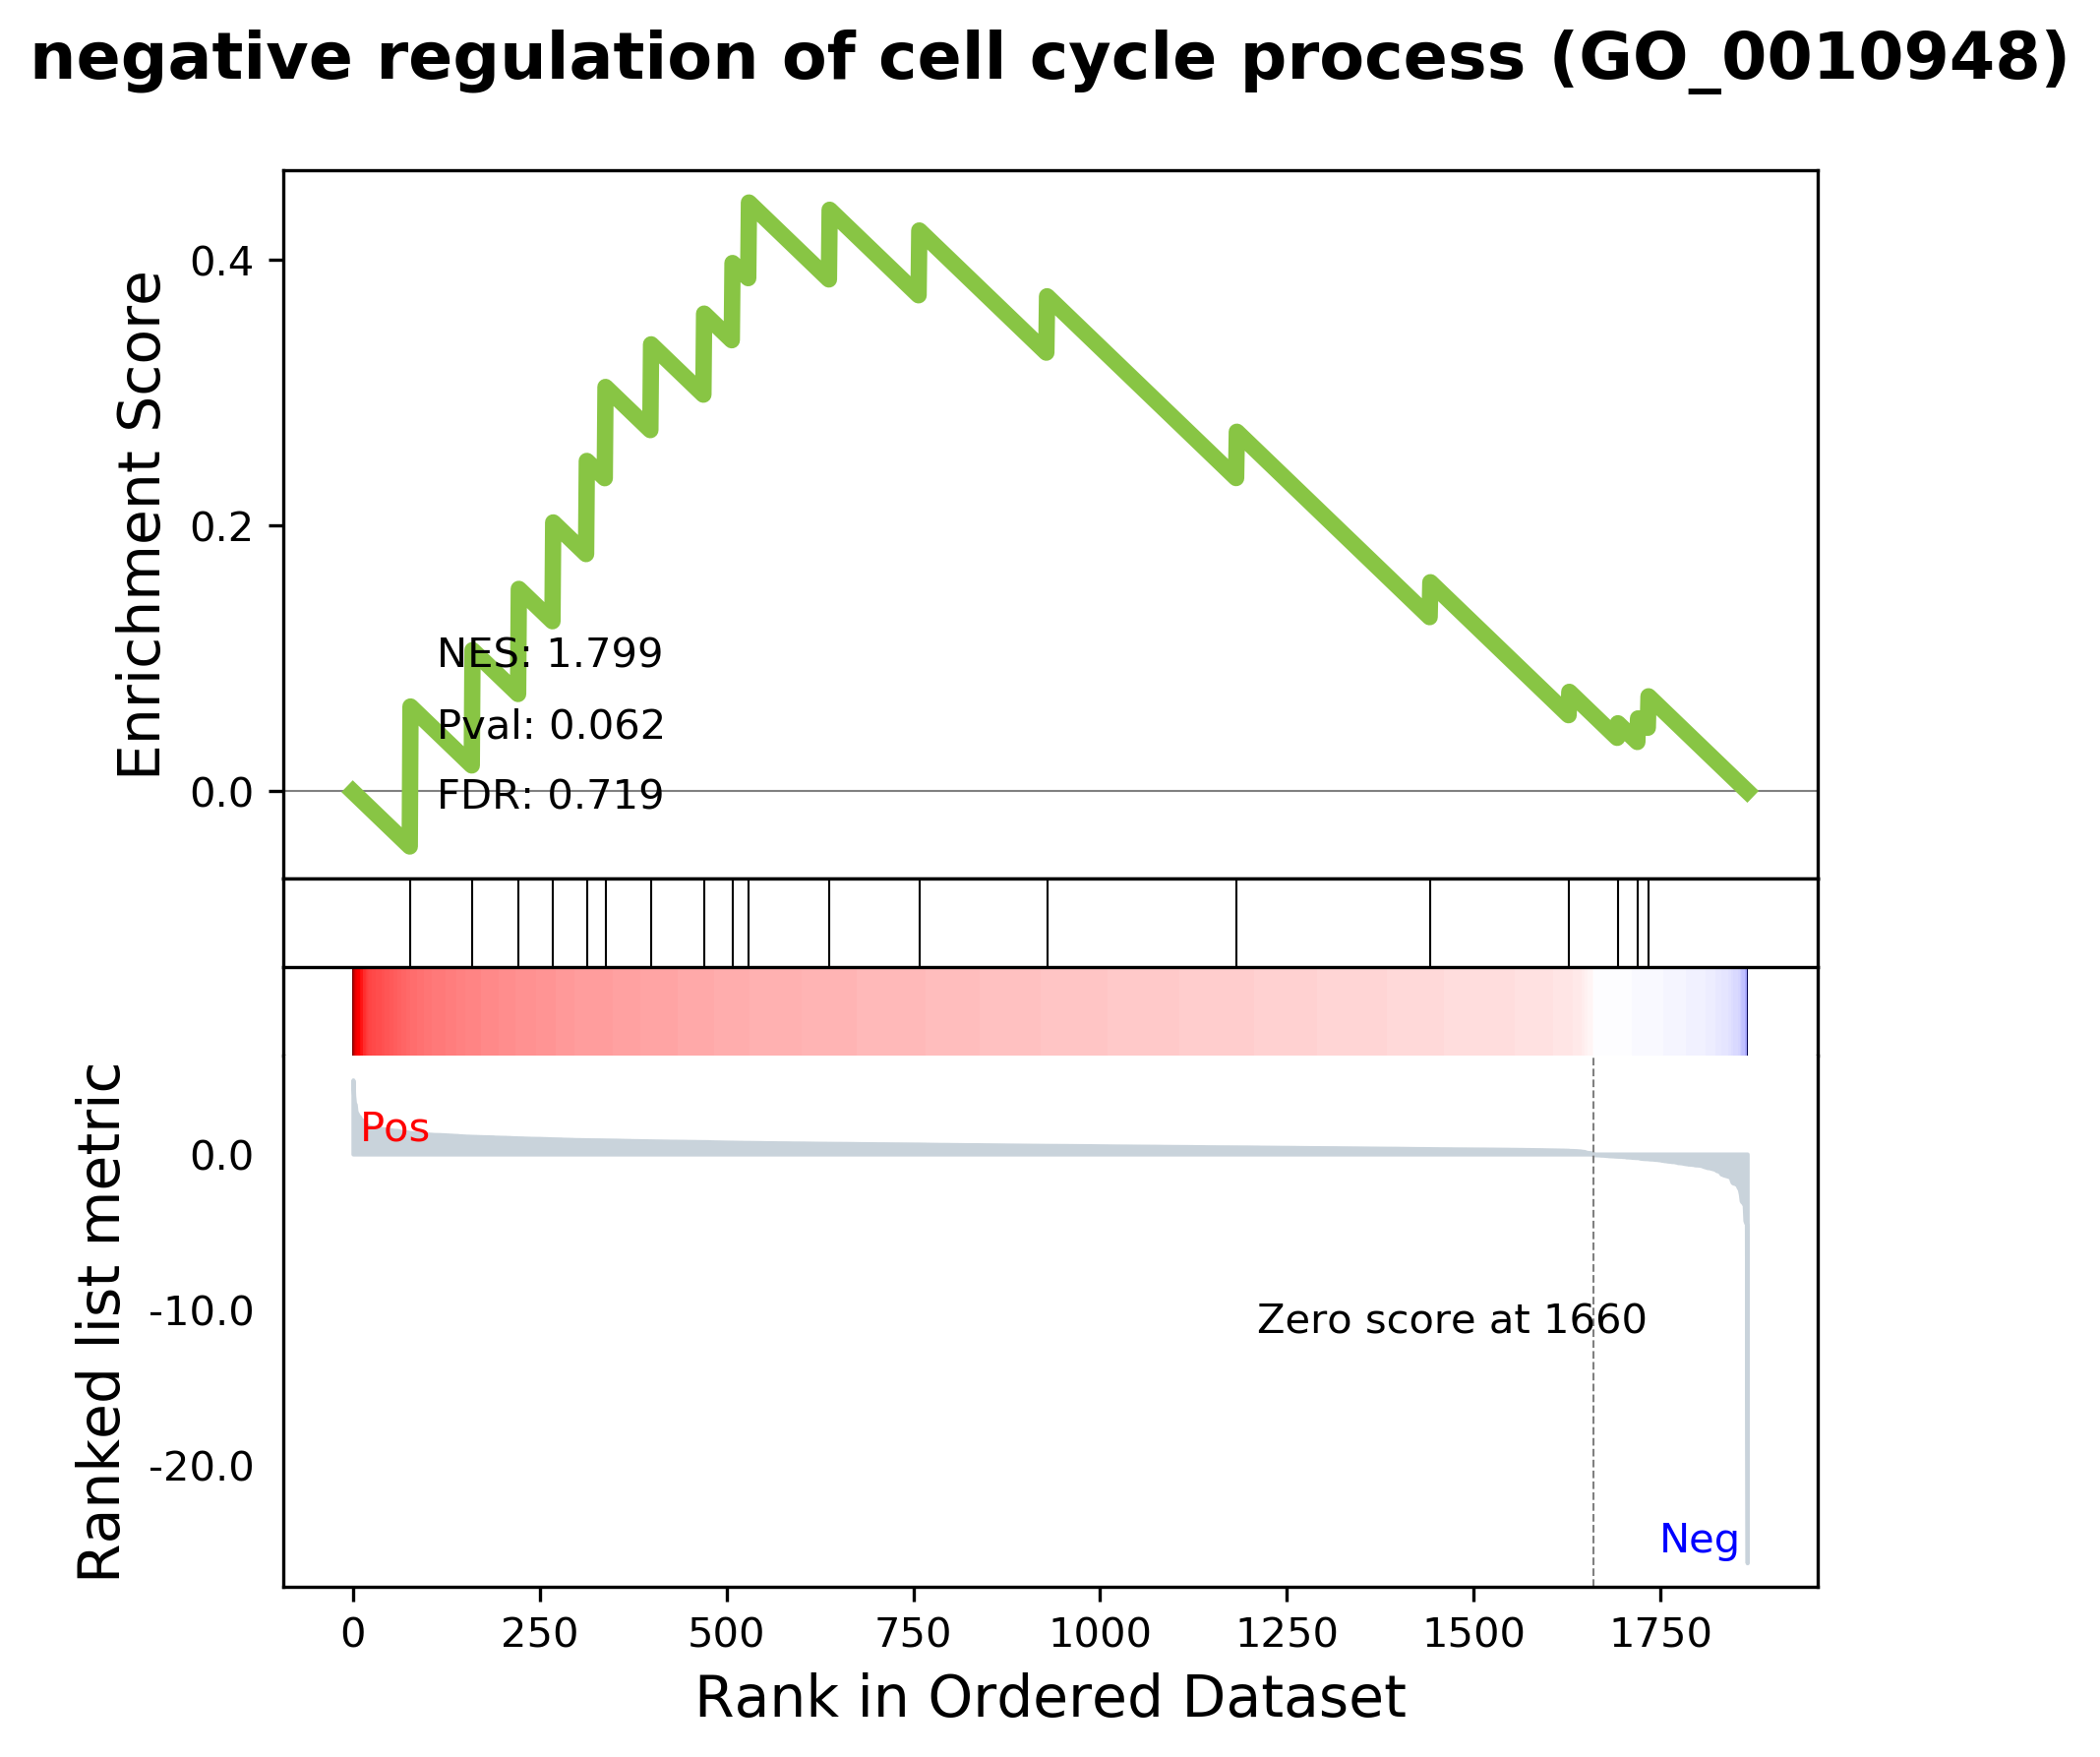 negative regulation of cell cycle process (GO_0010948)
Enrichment Score
0.4
0.2
0.0
NES: 1.799
Pval: 0.062
FDR: 0.719
Ranked list metric
0.0
-10.0
-20.0
Pos
Zero score at 1660
Neg
0 250 500 750 1000 1250 1500 1750
Rank in Ordered Dataset